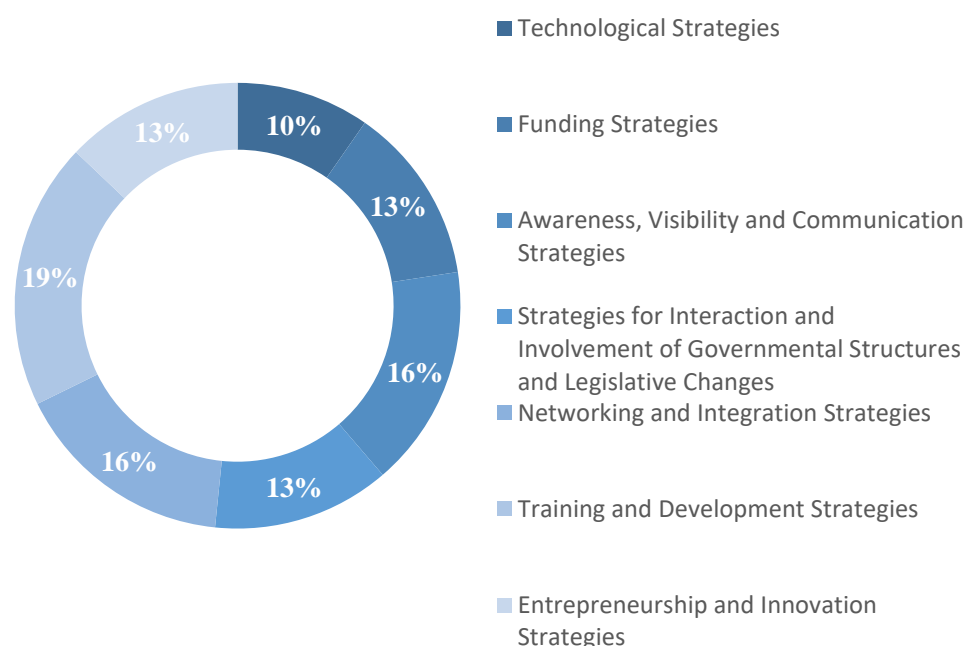 Technological Strategies
10%
13%
13%
Funding Strategies
13%
Awareness, Visibility and Communication
Strategies
19%
Strategies for Interaction and
Involvement of Governmental Structures
and Legislative Changes
16%
Networking and Integration Strategies
16%
13%
Training and Development Strategies
Entrepreneurship and Innovation
Strategies